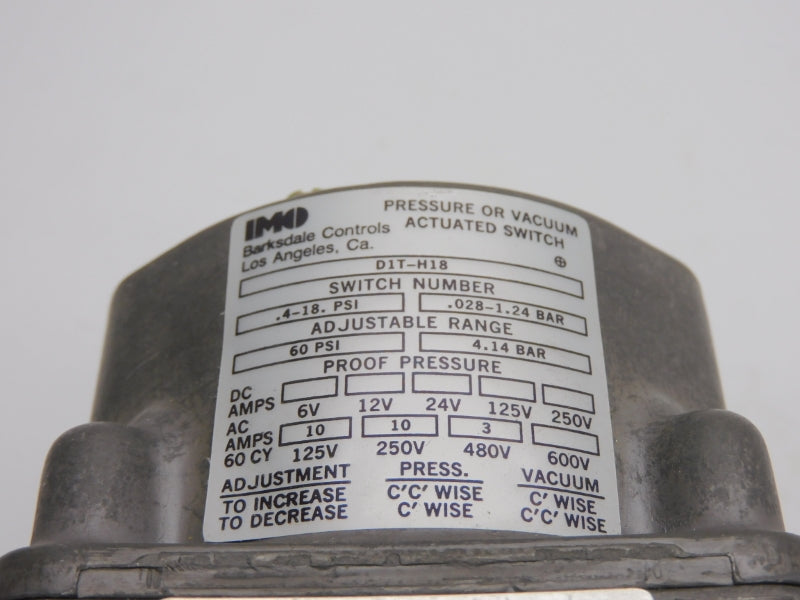 IMO
Barksdale Controls
Los Angeles, Ca.
PRESSURE OR VACUUM
ACTUATED SWITCH
D1T-H18
SWITCH NUMBER
.4-18. PSI .028-1.24 BAR
ADJUSTABLE RANGE
60 PSI 4.14 BAR
PROOF PRESSURE
DC
AMPS
6V 12V 24V 125V 250V
AC
AMPS 10 10 3
60 CY 125V 250V 480V 600V
ADJUSTMENT PRESS. VACUUM
TO INCREASE C'C' WISE C' WISE
TO DECREASE C' WISE C'C' WISE